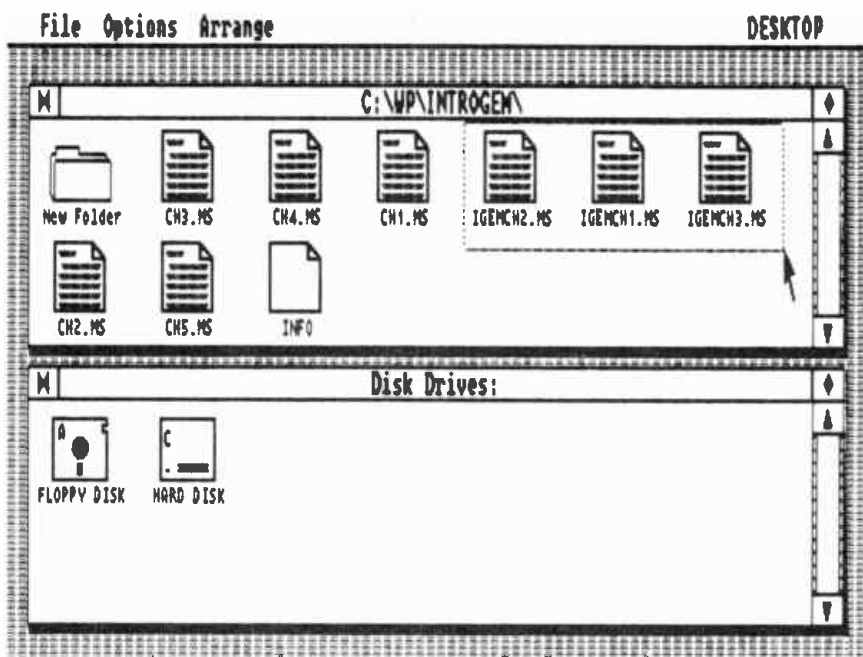 File Options Arrange DESKTOP
C:\WP\INTROGEM\
New Folder CH3.MS CH4.MS CH1.MS IGEMCH2.MS IGEMCH1.MS IGEMCH3.MS
CH2.MS CH5.MS INFO
Disk Drives:
A C
FLOPPY DISK HARD DISK